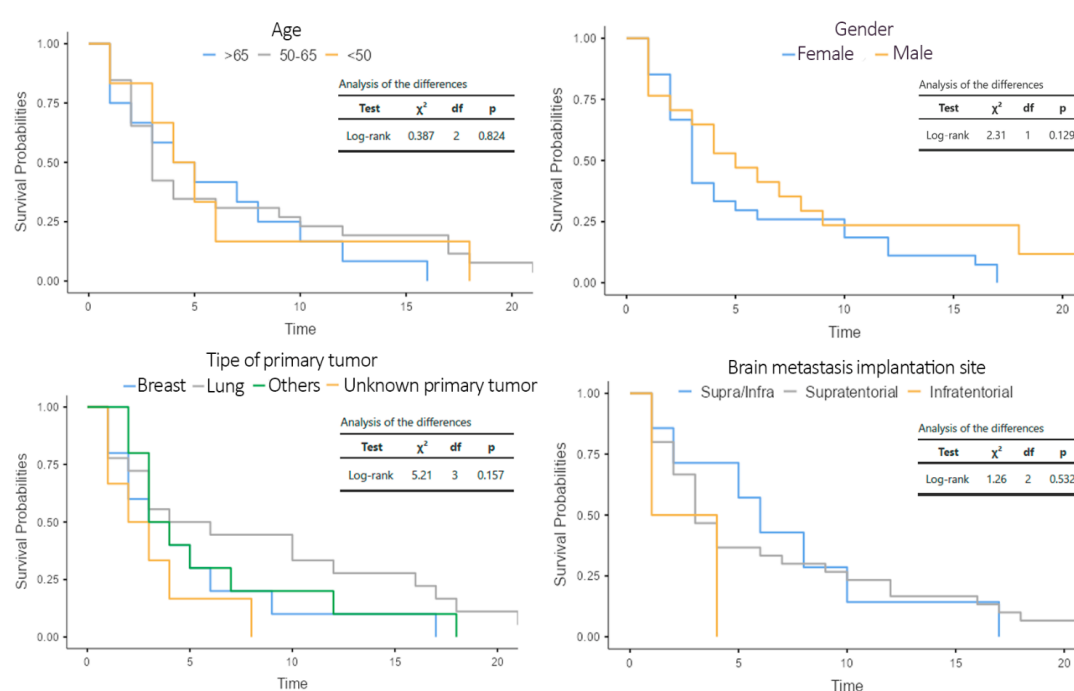 Age
>65 50-65 <50
Analysis of the differences
Test χ² df p
Log-rank 0.387 2 0.824
Survival Probabilities
1.00
0.75
0.50
0.25
0.00
0 5 10 15 20
Time
Gender
Female Male
Analysis of the differences
Test χ² df p
Log-rank 2.31 1 0.129
Survival Probabilities
1.00
0.75
0.50
0.25
0.00
0 5 10 15 20
Time
Tipe of primary tumor
Breast Lung Others Unknown primary tumor
Analysis of the differences
Test χ² df p
Log-rank 5.21 3 0.157
Survival Probabilities
1.00
0.75
0.50
0.25
0.00
0 5 10 15 20
Time
Brain metastasis implantation site
Supra/Infra Supratentorial Infratentorial
Analysis of the differences
Test χ² df p
Log-rank 1.26 2 0.532
Survival Probabilities
1.00
0.75
0.50
0.25
0.00
0 5 10 15 20
Time